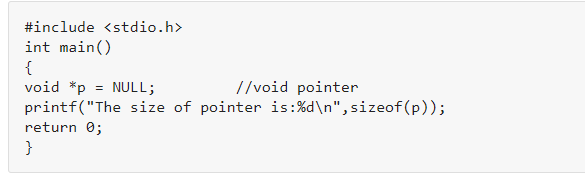 #include <stdio.h>
int main()
{
void *p = NULL;          //void pointer
printf("The size of pointer is:%d\n",sizeof(p));
return 0;
}